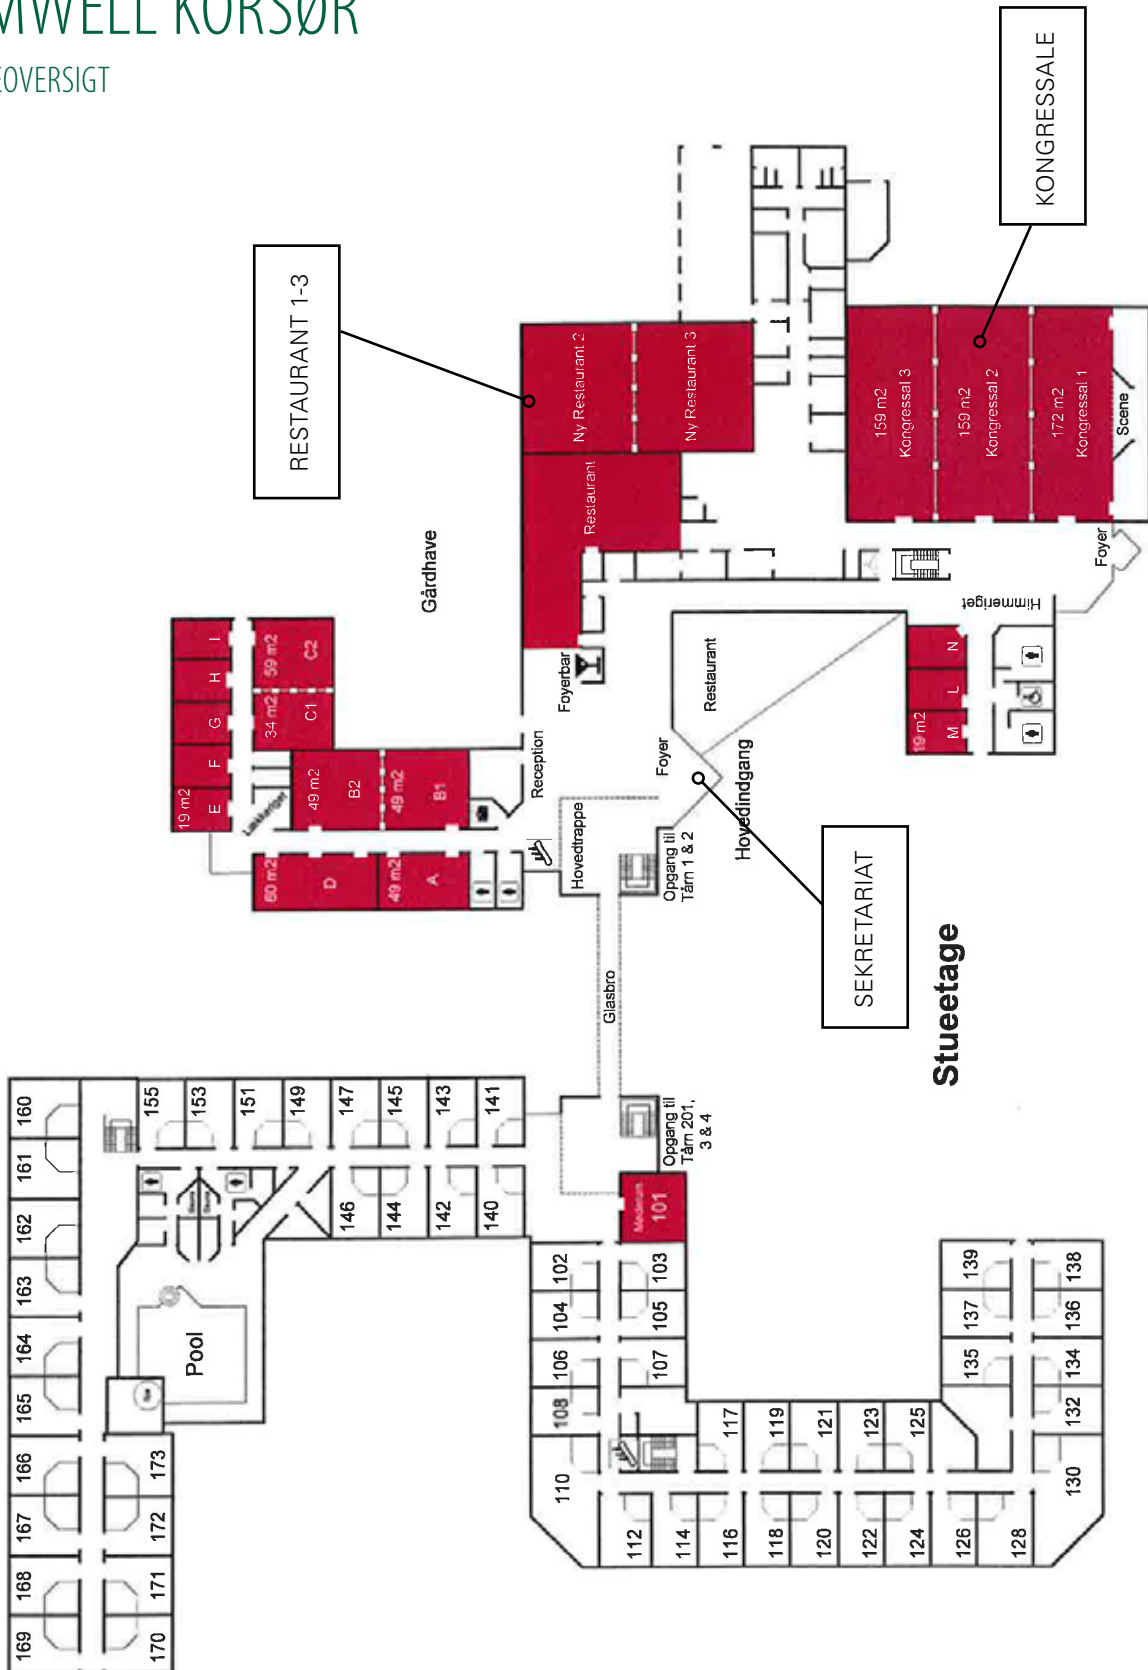 MWELL KORSØR
EOVERSIGT
KONGRESSALE
RESTAURANT 1-3
Ny Restaurant 2
Ny Restaurant 3
Restaurant
159 m2
Kongressal 3
159 m2
Kongressal 2
172 m2
Kongressal 1
Scene
Foyer
Himmeriget
Gårdhave
I
H
G
F
19 m2
E
59 m2
C2
34 m2
C1
49 m2
B2
49 m2
B1
Lækkeriget
60 m2
D
49 m2
A
Foyerbar
Reception
Restaurant
Foyer
Hovedindgang
Hovedtrappe
Opgang til
Tårn 1 & 2
N
L
19 m2
M
SEKRETARIAT
Stueetage
Glasbro
Opgang til
Tårn 201,
3 & 4
Møderum
101
160
161
162
163
164
165
166
167
168
169
155
153
151
149
147
145
143
141
146
144
142
140
Pool
Spa
173
172
171
170
102
104
106
108
110
103
105
107
112
114
116
118
120
122
124
126
128
117
119
121
123
125
130
132
134
136
138
135
137
139